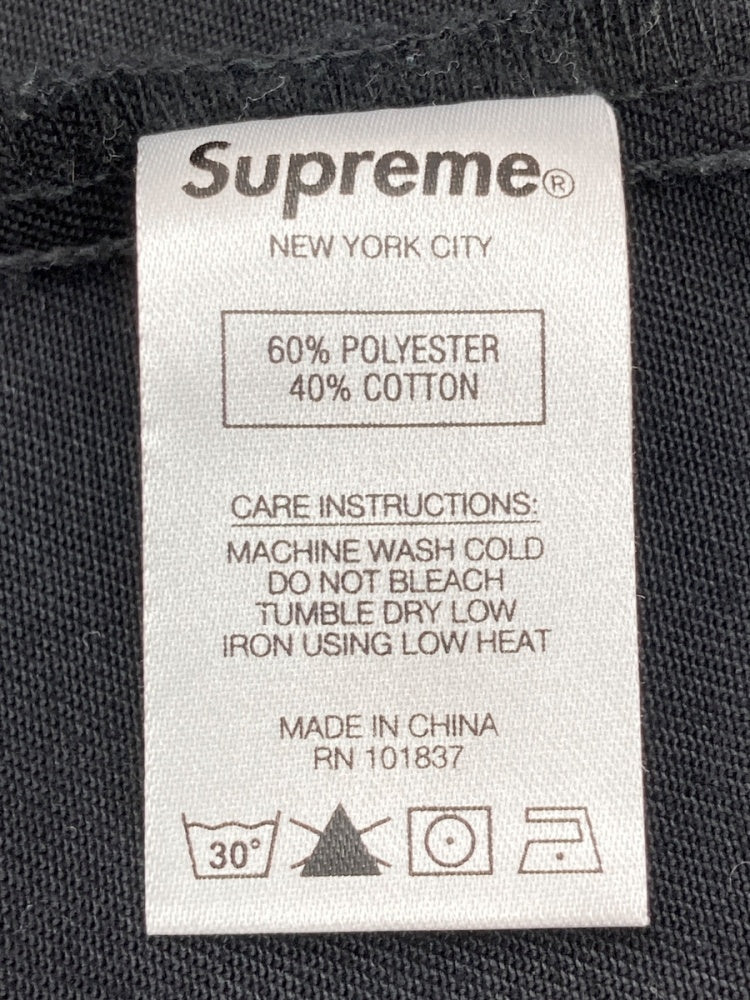 Supreme®
NEW YORK CITY
60% POLYESTER
40% COTTON
CARE INSTRUCTIONS:
MACHINE WASH COLD
DO NOT BLEACH
TUMBLE DRY LOW
IRON USING LOW HEAT
MADE IN CHINA
RN 101837
30°